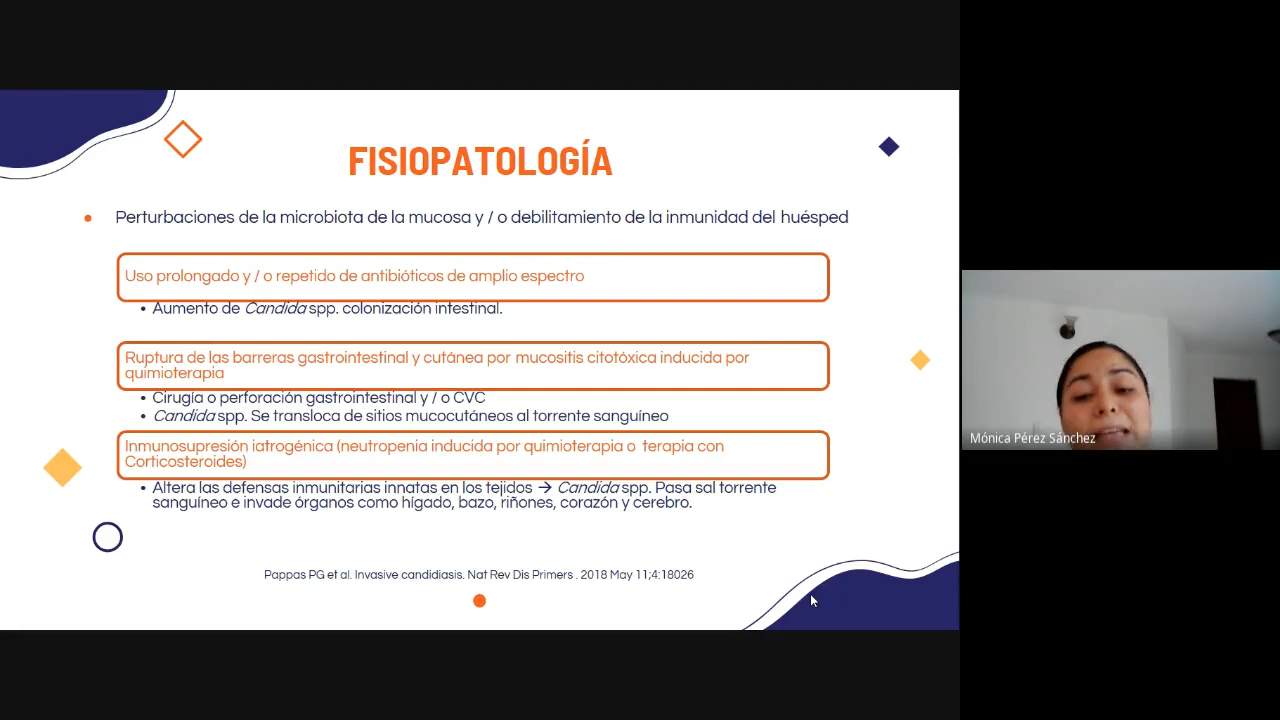 FISIOPATOLOGÍA
• Perturbaciones de la microbiota de la mucosa y / o debilitamiento de la inmunidad del huésped
Uso prolongado y / o repetido de antibióticos de amplio espectro
• Aumento de Candida spp. colonización intestinal.
Ruptura de las barreras gastrointestinal y cutánea por mucositis citotóxica inducida por
quimioterapia
• Cirugía o perforación gastrointestinal y / o CVC
• Candida spp. Se transloca de sitios mucocutáneos al torrente sanguíneo
Inmunosupresión iatrogénica (neutropenia inducida por quimioterapia o terapia con
Corticosteroides)
• Altera las defensas inmunitarias innatas en los tejidos → Candida spp. Pasa sal torrente
sanguíneo e invade órganos como hígado, bazo, riñones, corazón y cerebro.
Pappas PG et al. Invasive candidiasis. Nat Rev Dis Primers . 2018 May 11;4:18026
Mónica Pérez Sánchez